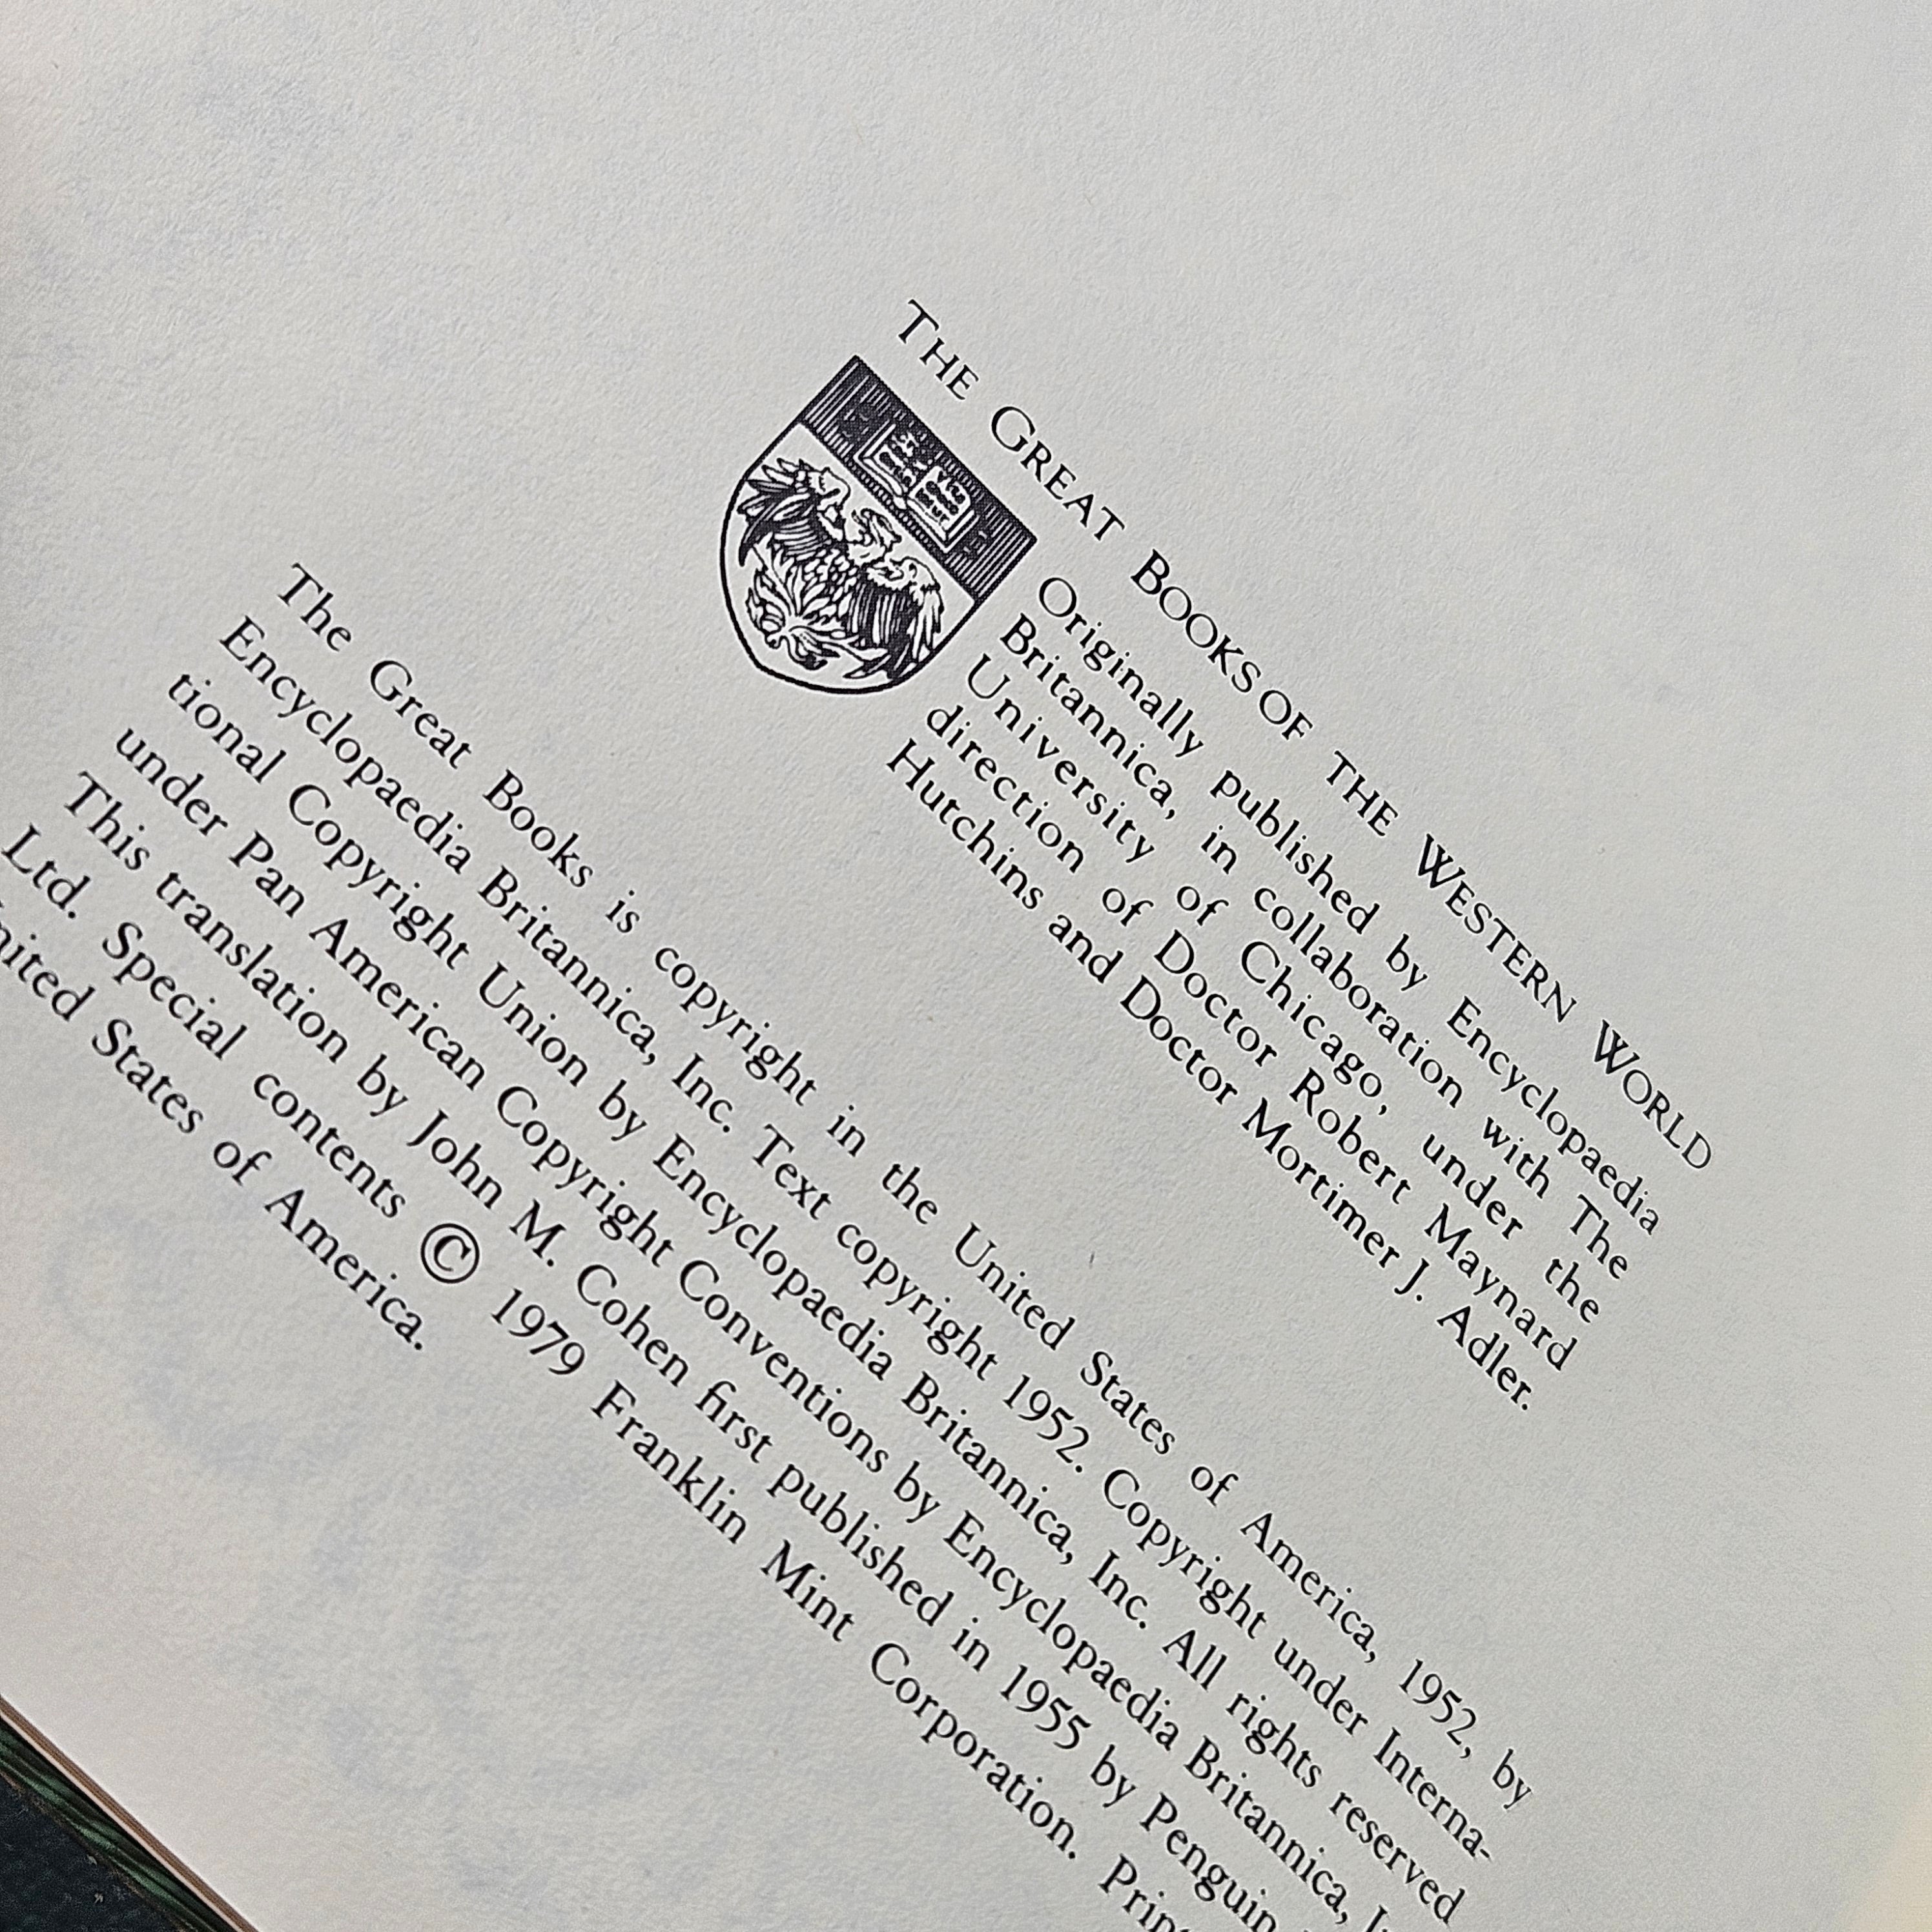 THE GREAT BOOKS OF THE WESTERN WORLD
Originally published by Encyclopaedia
Britannica, in collaboration with The
University of Chicago, under the
direction of Doctor Robert Maynard
Hutchins and Doctor Mortimer J. Adler.
The Great Books is copyright in the United States of America, 1952, by
Encyclopaedia Britannica, Inc. Text copyright 1952. Copyright under Interna-
tional Copyright Union by Encyclopaedia Britannica, Inc. All rights reserved
under Pan American Copyright Conventions by Encyclopaedia Britannica,
This translation by John M. Cohen first published in 1955 by Penguin
Ltd. Special contents © 1979 Franklin Mint Corporation.
States of America.